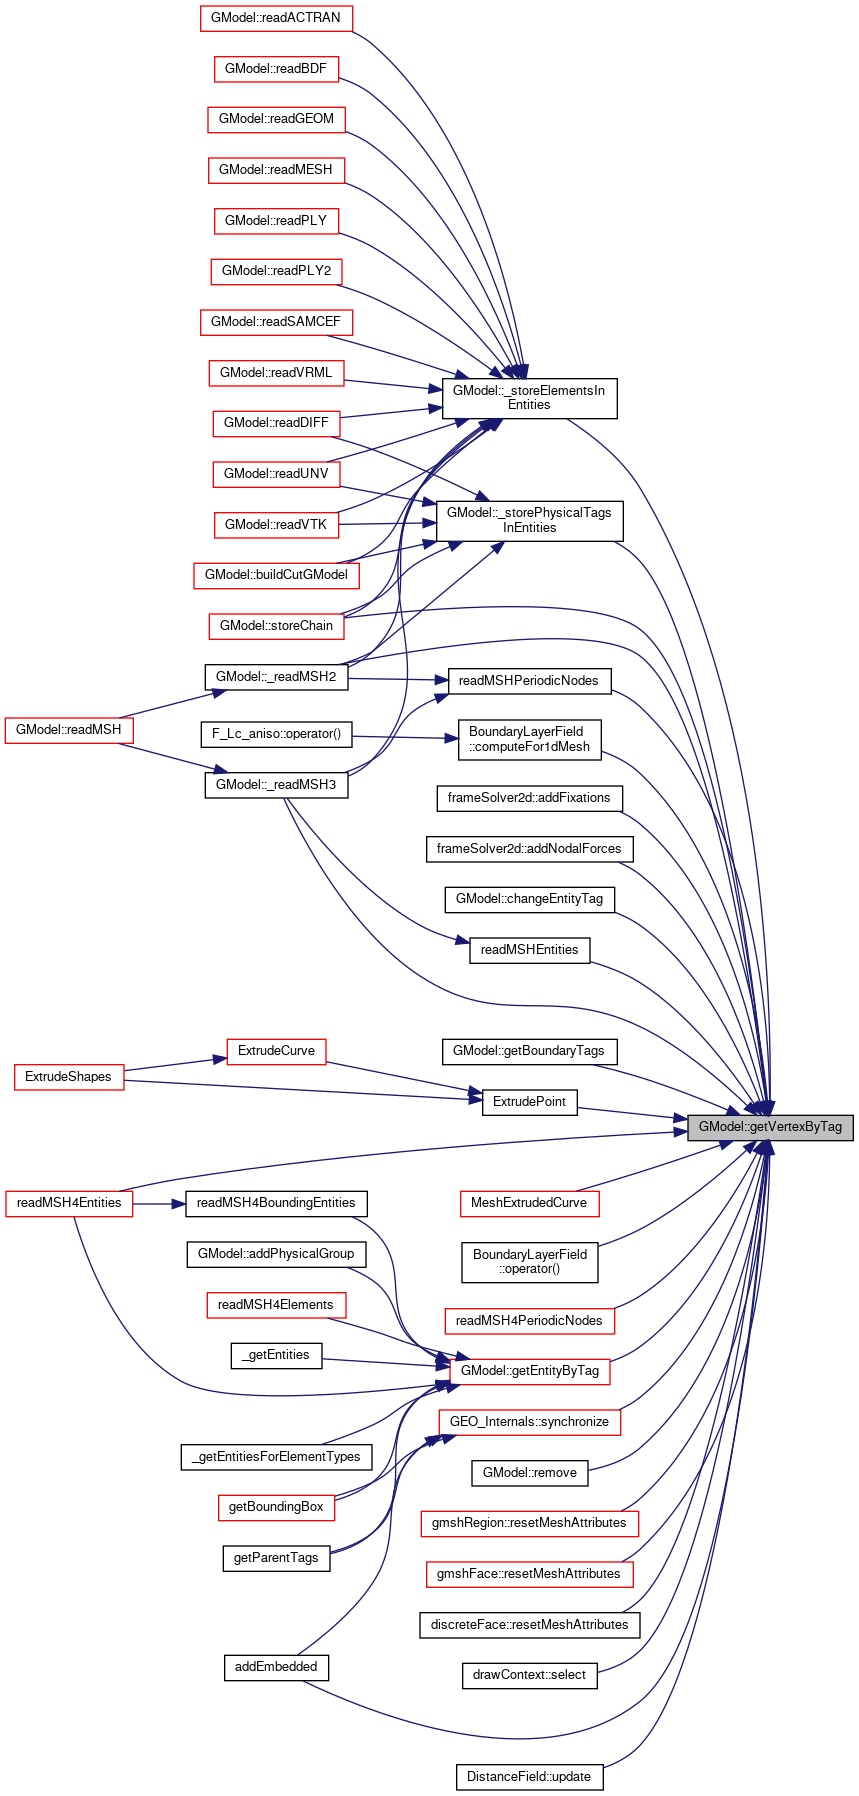 GModel::readACTRAN
GModel::readBDF
GModel::readGEOM
GModel::readMESH
GModel::readPLY
GModel::readPLY2
GModel::readSAMCEF
GModel::readVRML
GModel::_storeElementsIn
Entities
GModel::readDIFF
GModel::readUNV
GModel::_storePhysicalTags
InEntities
GModel::readVTK
GModel::buildCutGModel
GModel::storeChain
GModel::_readMSH2
readMSHPeriodicNodes
GModel::readMSH
F_Lc_aniso::operator()
BoundaryLayerField
::computeFor1dMesh
GModel::_readMSH3
frameSolver2d::addFixations
frameSolver2d::addNodalForces
GModel::changeEntityTag
readMSHEntities
GModel::getBoundaryTags
ExtrudeCurve
ExtrudeShapes
ExtrudePoint
GModel::getVertexByTag
readMSH4Entities
readMSH4BoundingEntities
MeshExtrudedCurve
GModel::addPhysicalGroup
BoundaryLayerField
::operator()
readMSH4Elements
readMSH4PeriodicNodes
_getEntities
GModel::getEntityByTag
GEO_Internals::synchronize
_getEntitiesForElementTypes
GModel::remove
getBoundingBox
gmshRegion::resetMeshAttributes
getParentTags
gmshFace::resetMeshAttributes
discreteFace::resetMeshAttributes
addEmbedded
drawContext::select
DistanceField::update